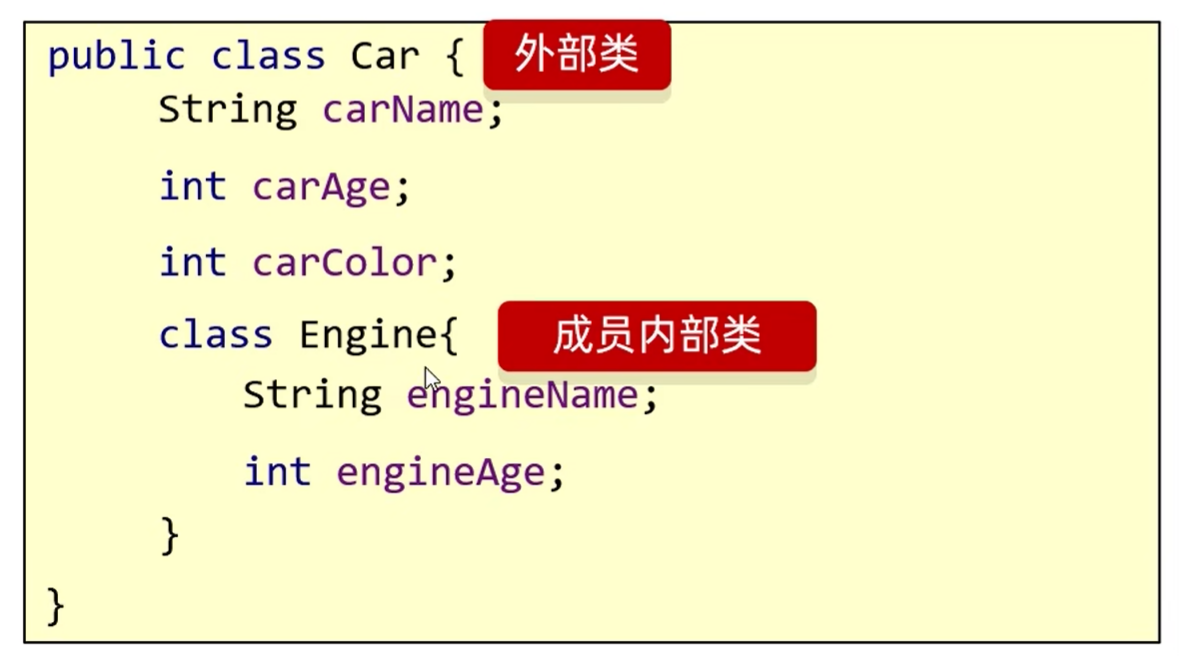 public class Car { 外部类
String carName;
int carAge;
int carColor;
class Engine{ 成员内部类
String engineName;
int engineAge;
}
}